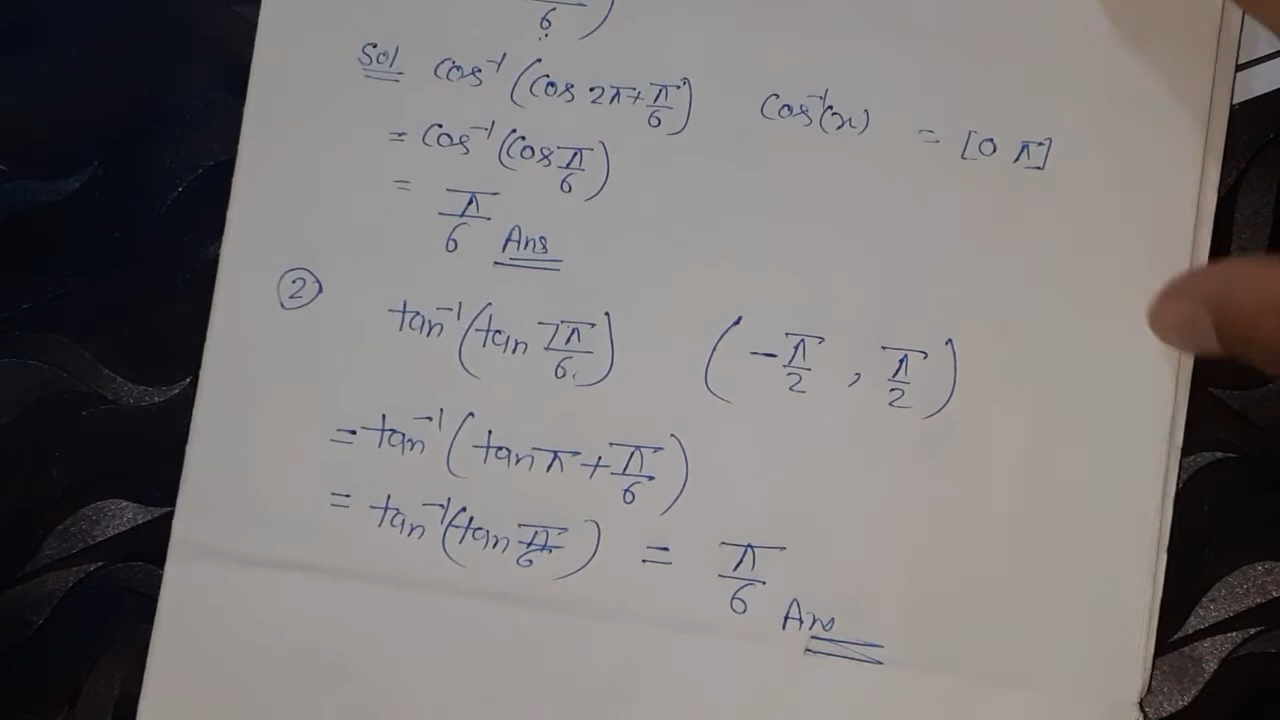 6 )
Sol cos⁻¹(cos 2π+π/6) cos⁻¹(x) = [0 π]
= cos⁻¹(cos π/6)
= π/6 Ans
② tan⁻¹(tan 7π/6) (-π/2 , π/2)
= tan⁻¹(tan π + π/6)
= tan⁻¹(tan π/6) = π/6 Ans